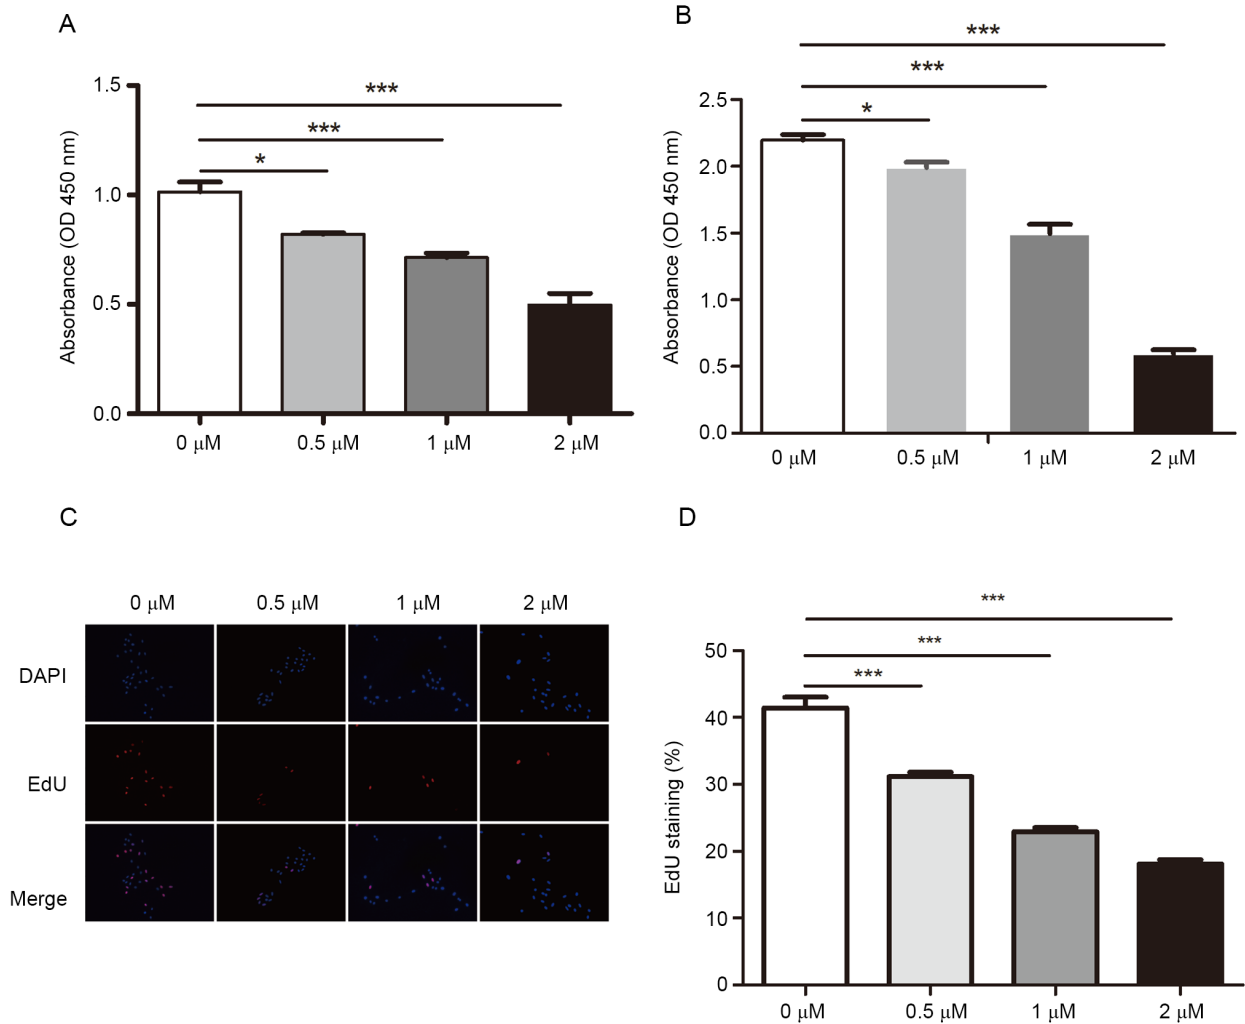 A
***
***
*
1.5
1.0
0.5
0.0
Absorbance (OD 450 nm)
0 μM 0.5 μM 1 μM 2 μM
B
***
***
*
2.5
2.0
1.5
1.0
0.5
0.0
Absorbance (OD 450 nm)
0 μM 0.5 μM 1 μM 2 μM
C
0 μM 0.5 μM 1 μM 2 μM
DAPI
EdU
Merge
D
***
***
***
50
40
30
20
10
0
EdU staining (%)
0 μM 0.5 μM 1 μM 2 μM